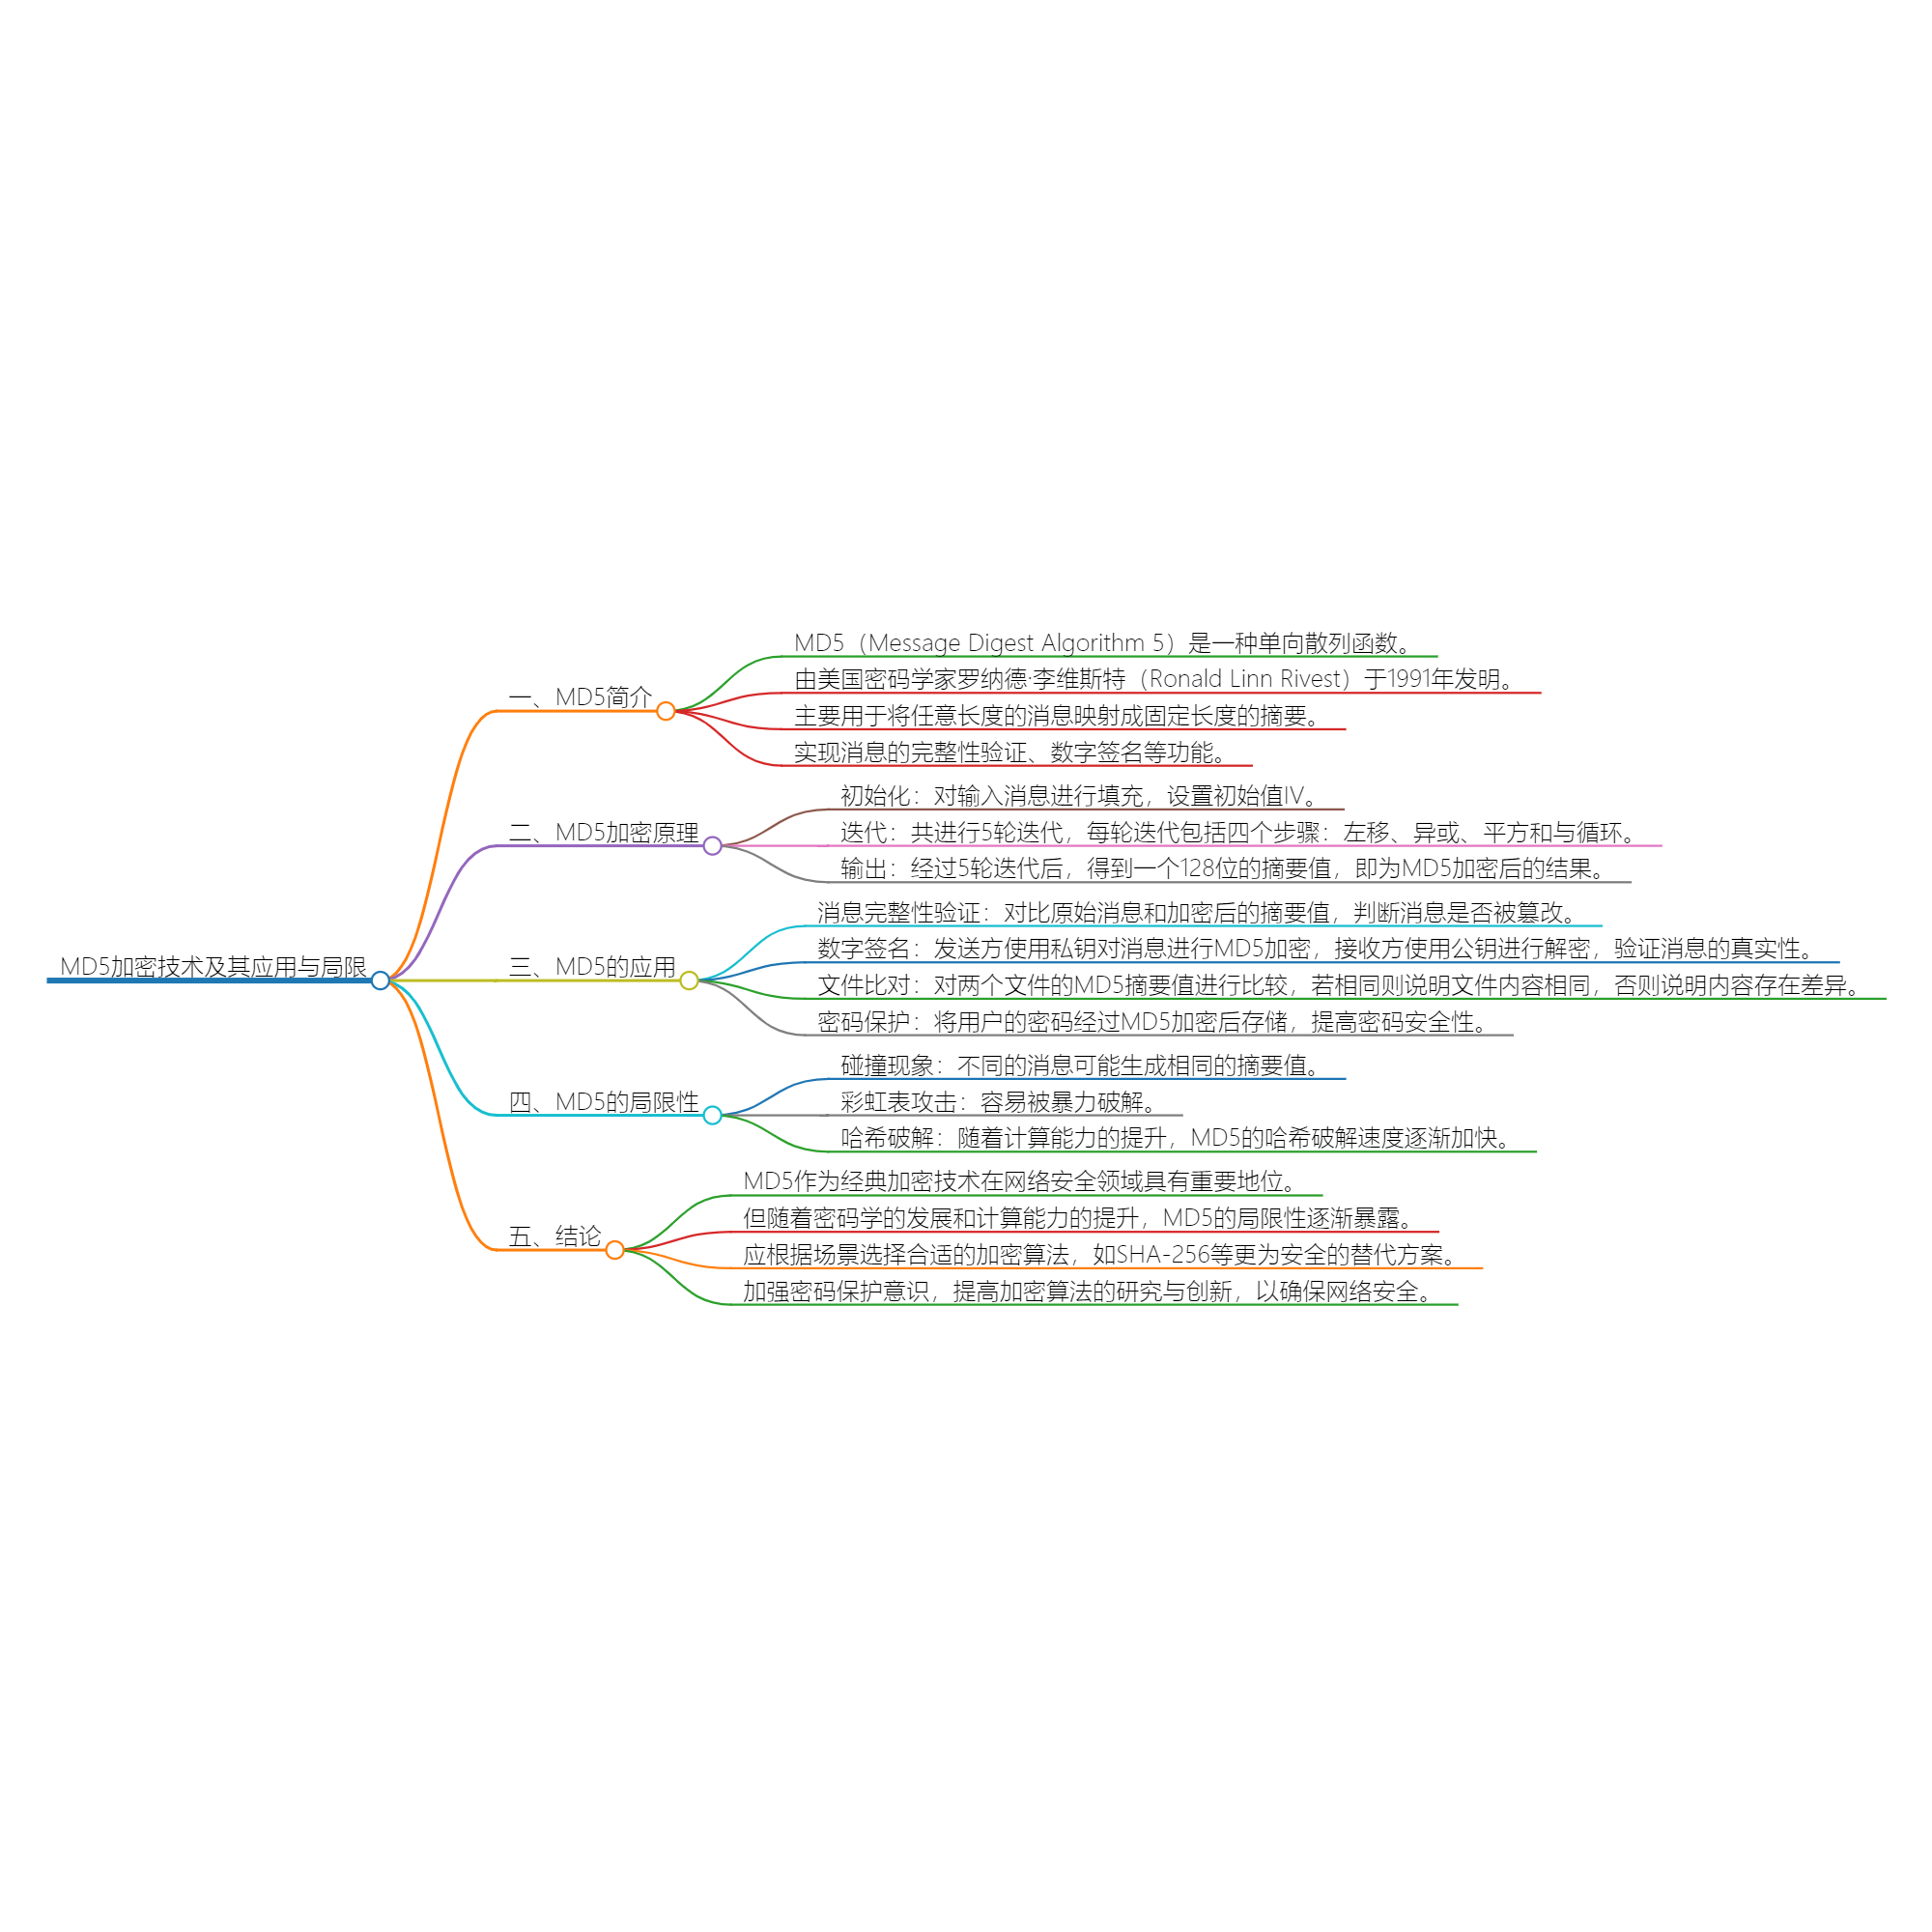 MD5加密技术及其应用与局限
一、MD5简介
MD5（Message Digest Algorithm 5）是一种单向散列函数。
由美国密码学家罗纳德·李维斯特（Ronald Linn Rivest）于1991年发明。
主要用于将任意长度的消息映射成固定长度的摘要。
实现消息的完整性验证、数字签名等功能。
二、MD5加密原理
初始化：对输入消息进行填充，设置初始值IV。
迭代：共进行5轮迭代，每轮迭代包括四个步骤：左移、异或、平方和与循环。
输出：经过5轮迭代后，得到一个128位的摘要值，即为MD5加密后的结果。
三、MD5的应用
消息完整性验证：对比原始消息和加密后的摘要值，判断消息是否被篡改。
数字签名：发送方使用私钥对消息进行MD5加密，接收方使用公钥进行解密，验证消息的真实性。
文件比对：对两个文件的MD5摘要值进行比较，若相同则说明文件内容相同，否则说明内容存在差异。
密码保护：将用户的密码经过MD5加密后存储，提高密码安全性。
四、MD5的局限性
碰撞现象：不同的消息可能生成相同的摘要值。
彩虹表攻击：容易被暴力破解。
哈希破解：随着计算能力的提升，MD5的哈希破解速度逐渐加快。
五、结论
MD5作为经典加密技术在网络安全领域具有重要地位。
但随着密码学的发展和计算能力的提升，MD5的局限性逐渐暴露。
应根据场景选择合适的加密算法，如SHA-256等更为安全的替代方案。
加强密码保护意识，提高加密算法的研究与创新，以确保网络安全。